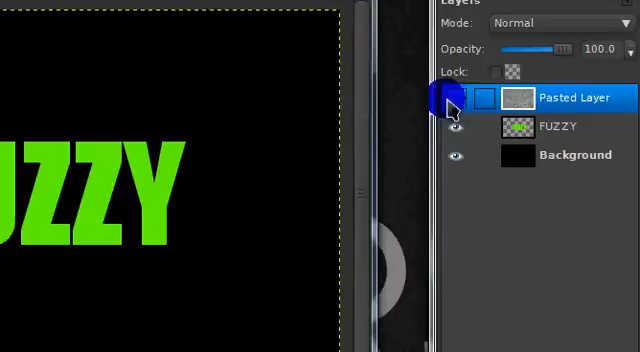 Layers
Mode: Normal
Opacity: 100.0
Lock:
Pasted Layer
FUZZY
Background
UZZY